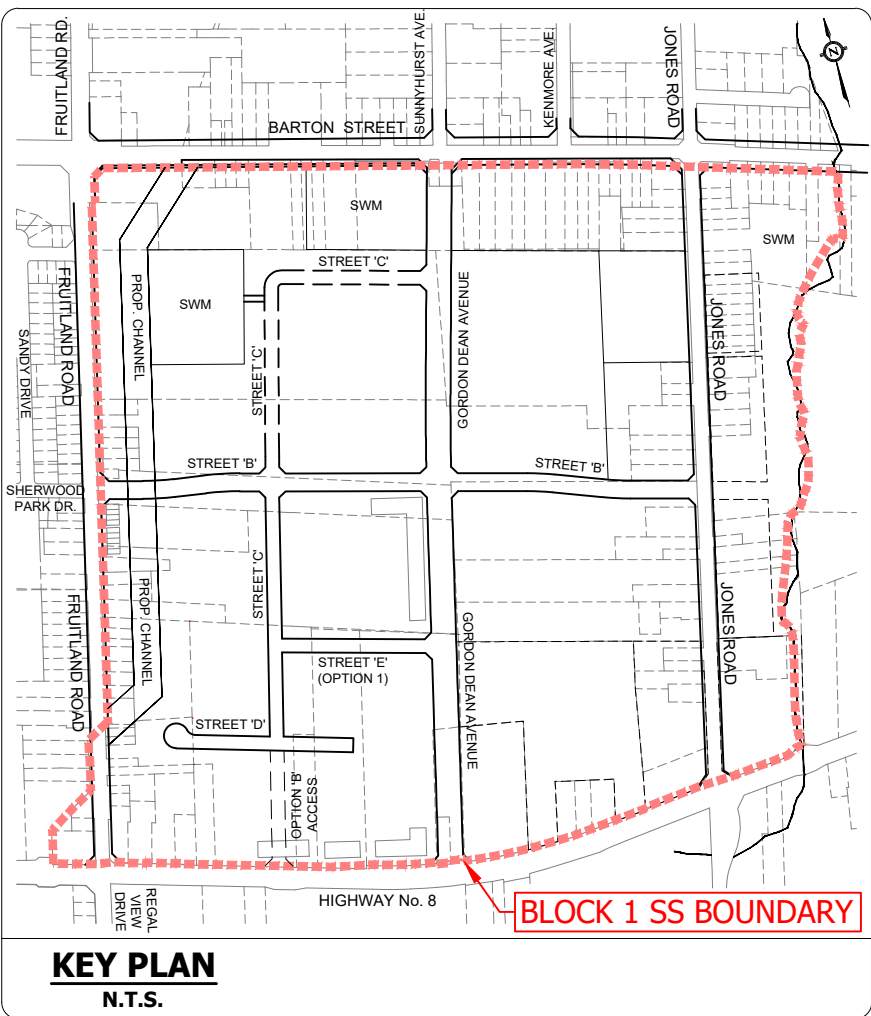 FRUITLAND RD.
SUNNYHURST AVE.
KENMORE AVE.
JONES ROAD
N
BARTON STREET
SWM
SWM
STREET 'C'
SWM
FRUITLAND ROAD
PROP. CHANNEL
SANDY DRIVE
STREET 'C'
GORDON DEAN AVENUE
JONES ROAD
STREET 'B'
STREET 'B'
SHERWOOD
PARK DR.
FRUITLAND ROAD
PROP. CHANNEL
STREET 'C'
GORDON DEAN AVENUE
JONES ROAD
STREET 'E'
(OPTION 1)
STREET 'D'
OPTION 'B'
ACCESS
REGAL
VIEW
DRIVE
HIGHWAY No. 8
BLOCK 1 SS BOUNDARY
KEY PLAN
N.T.S.